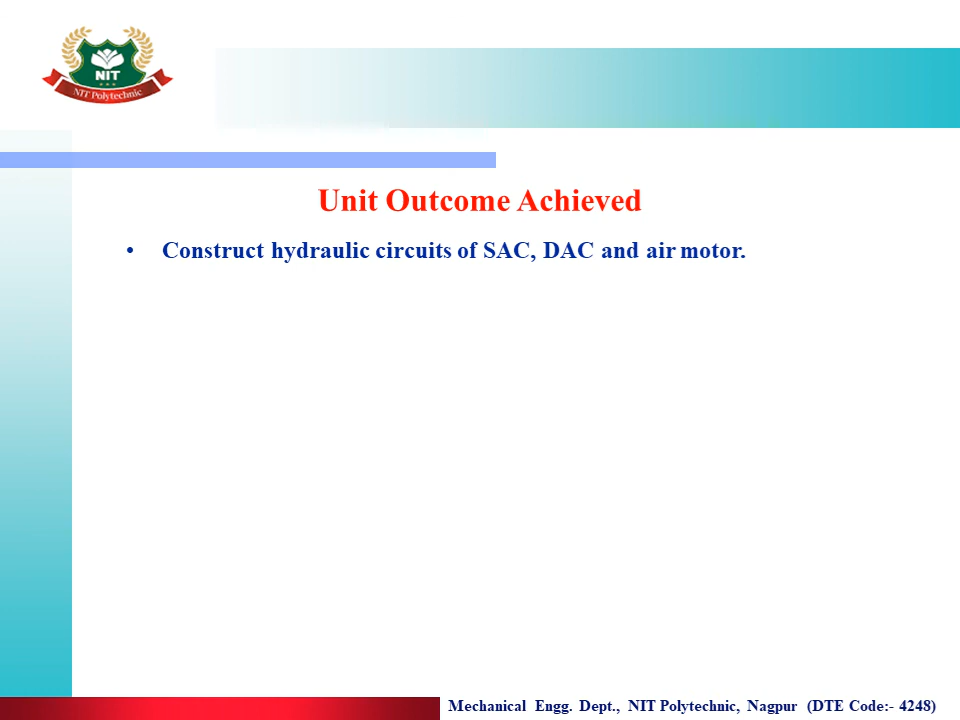 NIT
NIT Polytechnic
Unit Outcome Achieved
• Construct hydraulic circuits of SAC, DAC and air motor.
Mechanical Engg. Dept., NIT Polytechnic, Nagpur (DTE Code:- 4248)